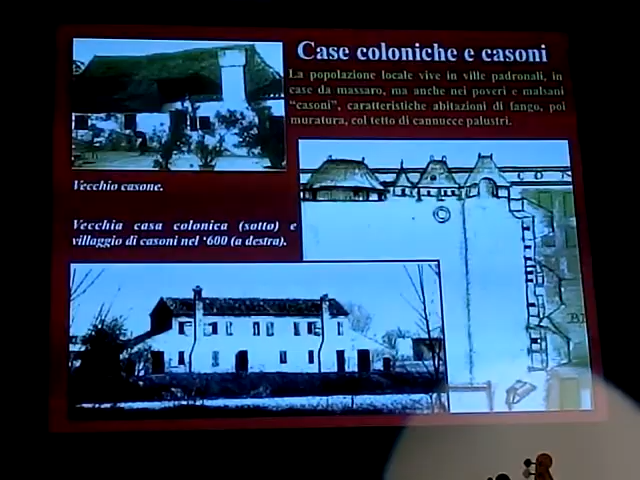 Case coloniche e casoni
La popolazione locale vive in ville padronali, in
case da massaro, ma anche nei poveri e malsani
“casoni”, caratteristiche abitazioni di fango, poi
muratura, col tetto di cannucce palustri.
Vecchio casone.
Vecchia casa colonica (sotto) e
villaggio di casoni nel ‘600 (a destra).